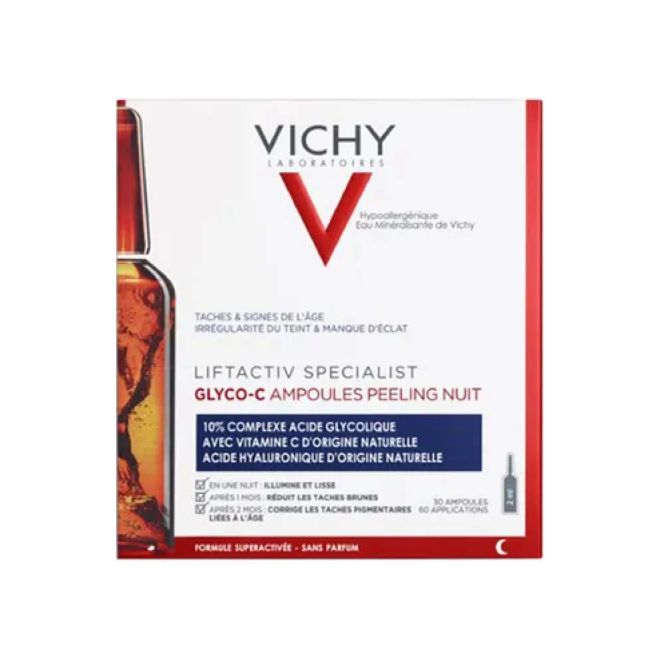 VICHY
LABORATOIRES
Hypoallergénique
Eau Minéralisante de Vichy
TACHES & SIGNES DE L'ÂGE
IRRÉGULARITÉ DU TEINT & MANQUE D'ÉCLAT
LIFTACTIV SPECIALIST
GLYCO-C AMPOULES PEELING NUIT
10% COMPLEXE ACIDE GLYCOLIQUE
AVEC VITAMINE C D'ORIGINE NATURELLE
ACIDE HYALURONIQUE D'ORIGINE NATURELLE
EN UNE NUIT : ILLUMINE ET LISSE
APRÈS 1 MOIS : RÉDUIT LES TACHES BRUNES
APRÈS 2 MOIS : CORRIGE LES TACHES PIGMENTAIRES
LIÉES À L'ÂGE
30 AMPOULES
60 APPLICATIONS
2 ml
FORMULE SUPERACTIVÉE - SANS PARFUM